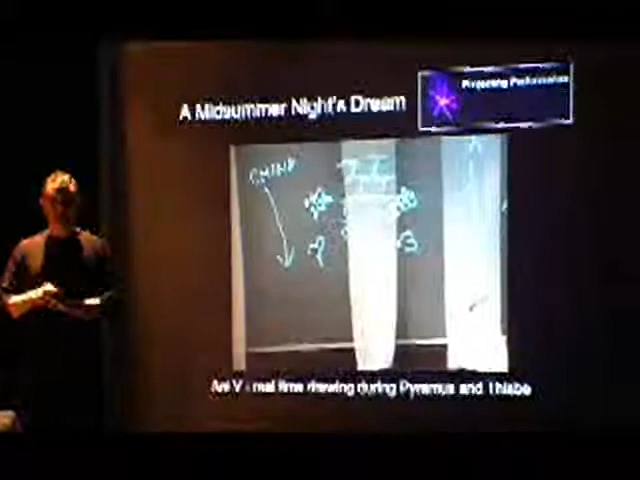 A Midsummer Night's Dream
Projecting Performance
CHINK
Act V - real time drawing during Pyramus and Thisbe